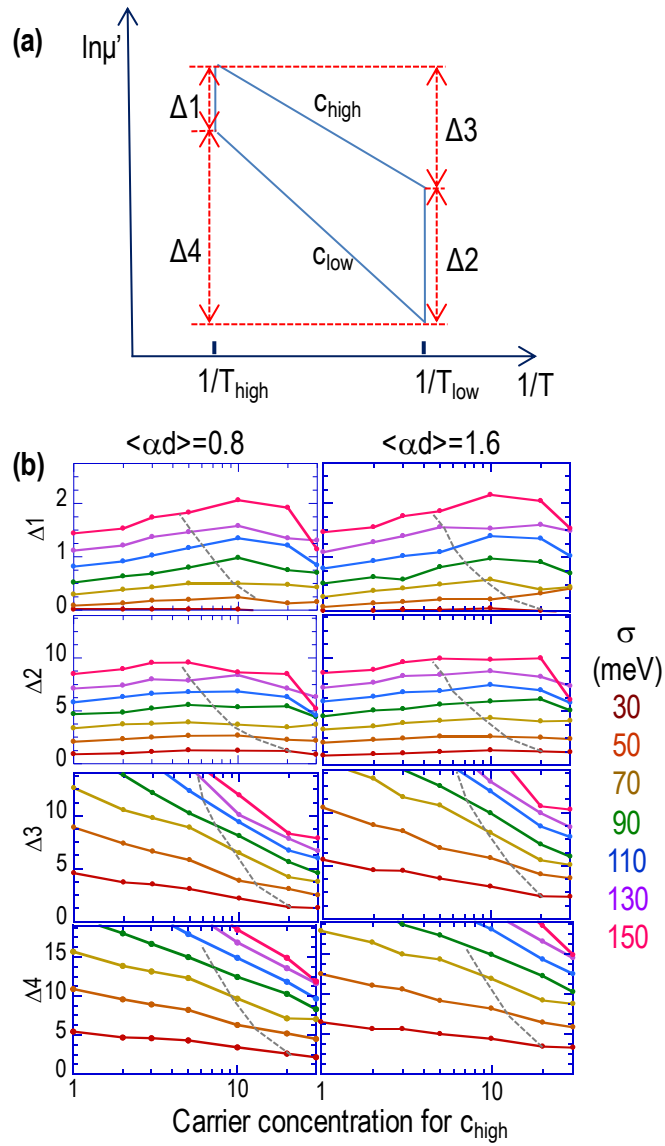 (a)
lnμ’
Δ1
c_high
Δ3
Δ4
c_low
Δ2
1/T_high
1/T_low
1/T
<αd>=0.8
<αd>=1.6
(b)
Δ1
2
1
0
Δ2
10
5
0
σ
(meV)
30
50
70
90
110
130
150
Δ3
10
5
0
Δ4
15
10
5
0
1
10
1
10
Carrier concentration for c_high